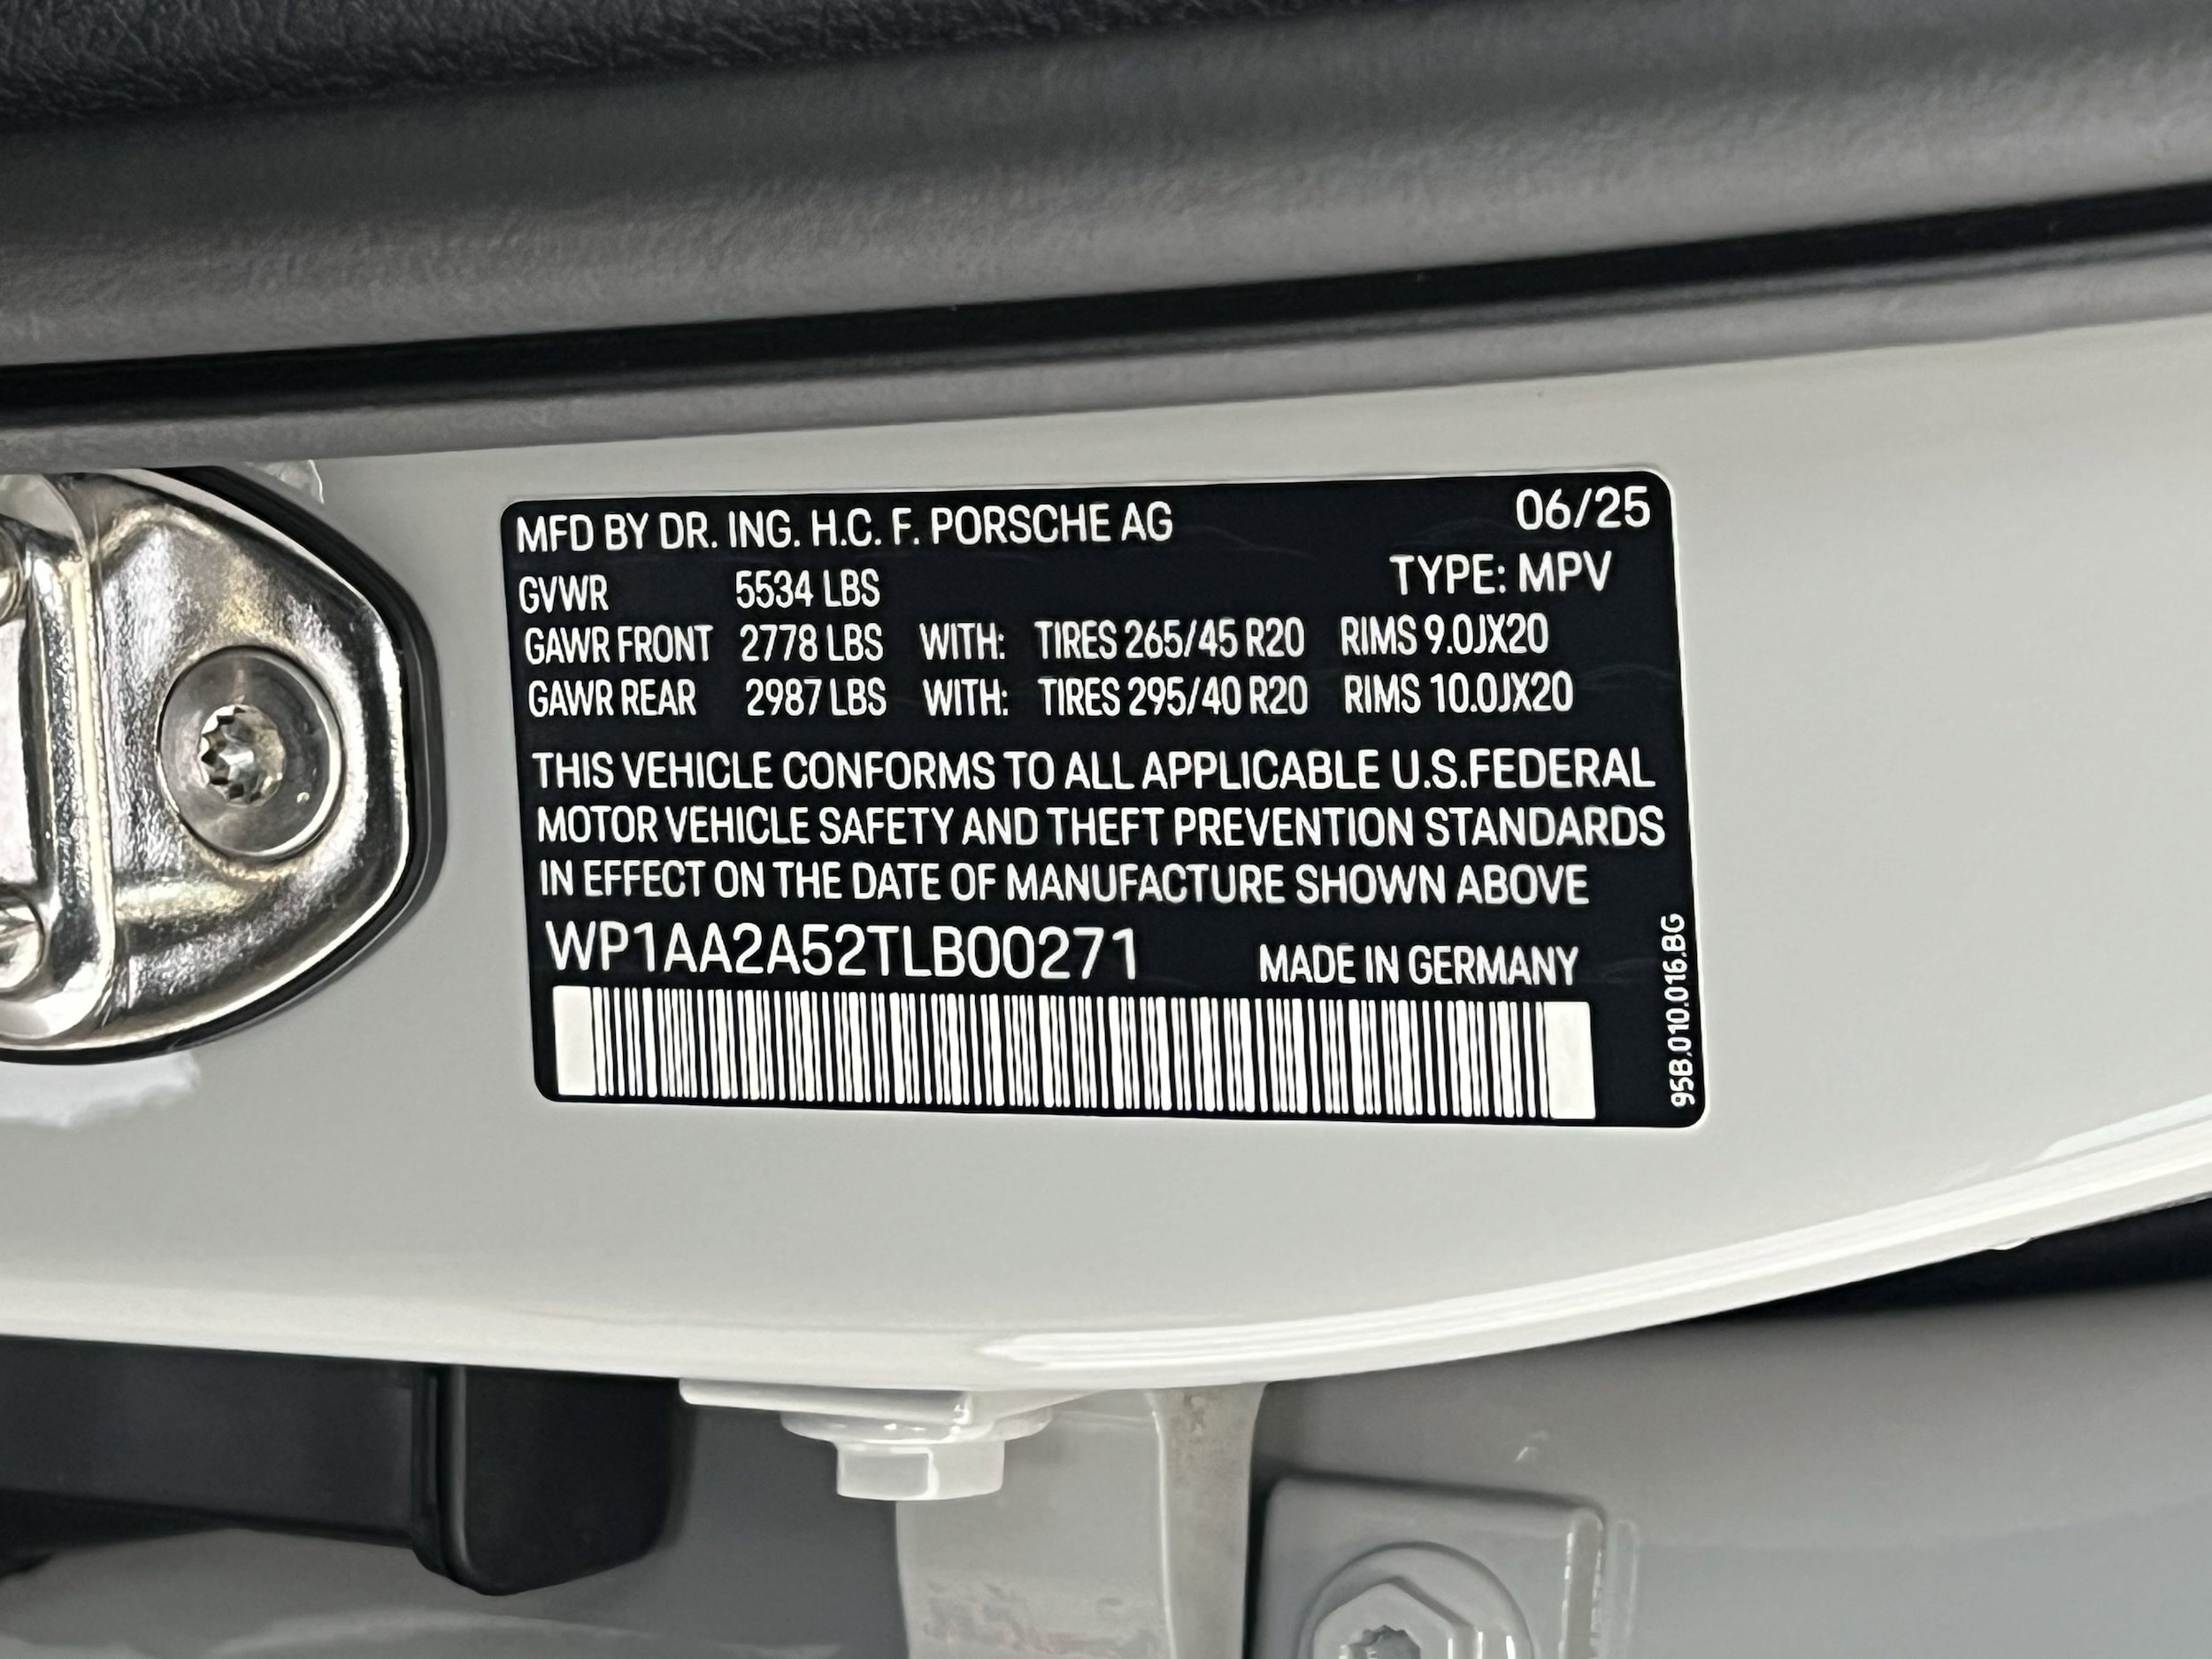 MFD BY DR. ING. H.C. F. PORSCHE AG 06/25
GVWR 5534 LBS TYPE: MPV
GAWR FRONT 2778 LBS WITH: TIRES 265/45 R20 RIMS 9.0JX20
GAWR REAR 2987 LBS WITH: TIRES 295/40 R20 RIMS 10.0JX20
THIS VEHICLE CONFORMS TO ALL APPLICABLE U.S.FEDERAL
MOTOR VEHICLE SAFETY AND THEFT PREVENTION STANDARDS
IN EFFECT ON THE DATE OF MANUFACTURE SHOWN ABOVE
WP1AA2A52TLB00271 MADE IN GERMANY
95B.010.016.BG